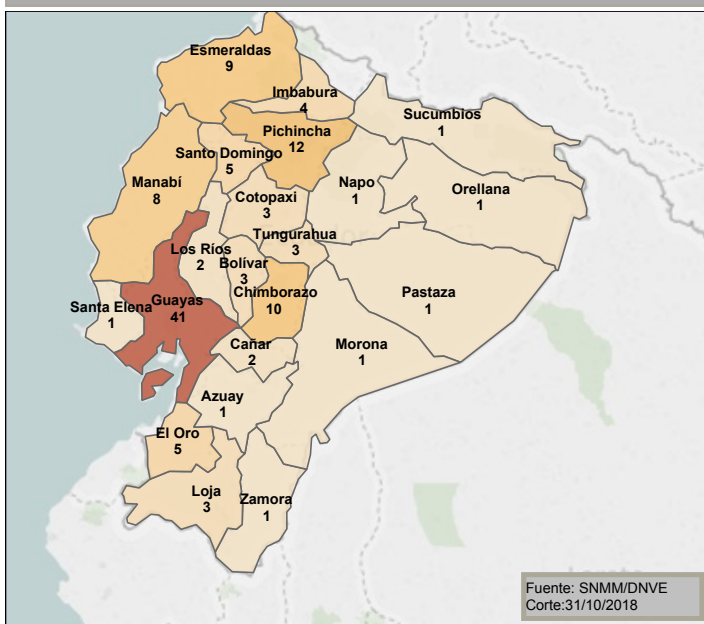 Esmeraldas
9
Imbabura
4
Sucumbíos
1
Pichincha
12
Santo Domingo
5
Manabí
8
Napo
1
Orellana
1
Cotopaxi
3
Tungurahua
3
Los Ríos
2
Bolívar
3
Chimborazo
10
Pastaza
1
Santa Elena
1
Guayas
41
Cañar
2
Morona
1
Azuay
1
El Oro
5
Loja
3
Zamora
1
Fuente: SNMM/DNVE
Corte:31/10/2018